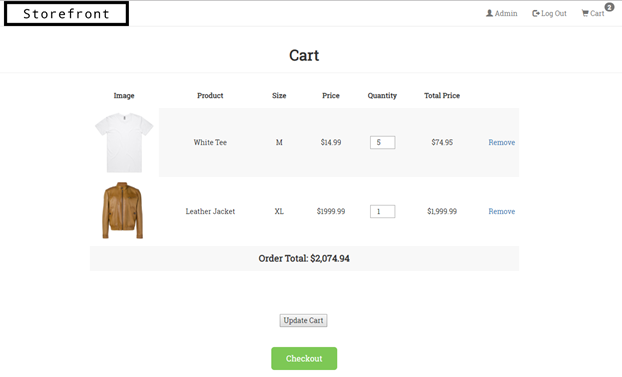 Storefront
Admin Log Out Cart 2
Cart
Image Product Size Price Quantity Total Price
White Tee M $14.99 5 $74.95 Remove
Leather Jacket XL $1999.99 1 $1,999.99 Remove
Order Total: $2,074.94
Update Cart
Checkout